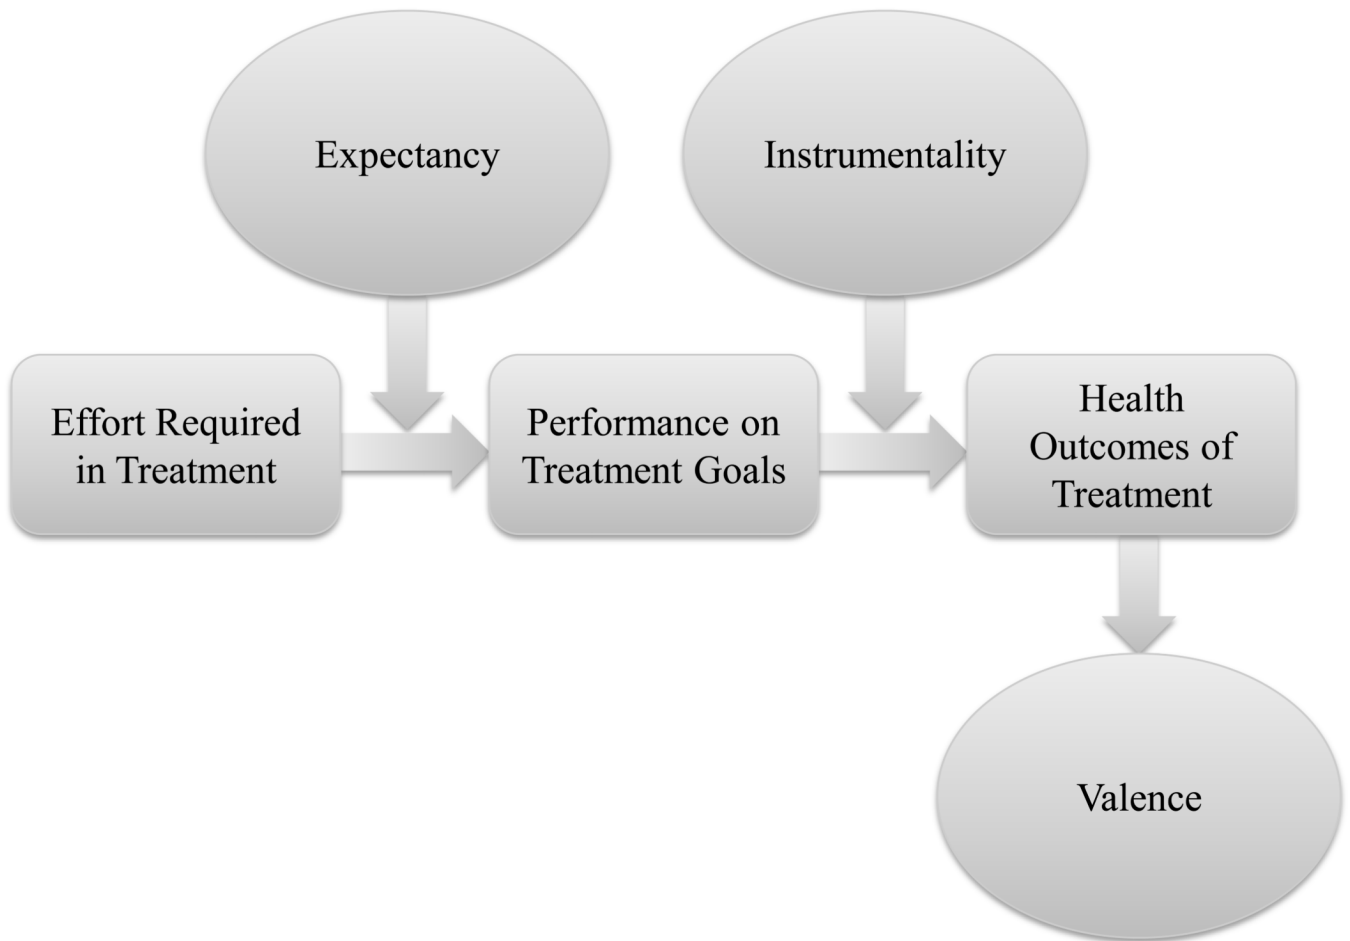 Expectancy
Instrumentality
Effort Required
in Treatment
Performance on
Treatment Goals
Health
Outcomes of
Treatment
Valence